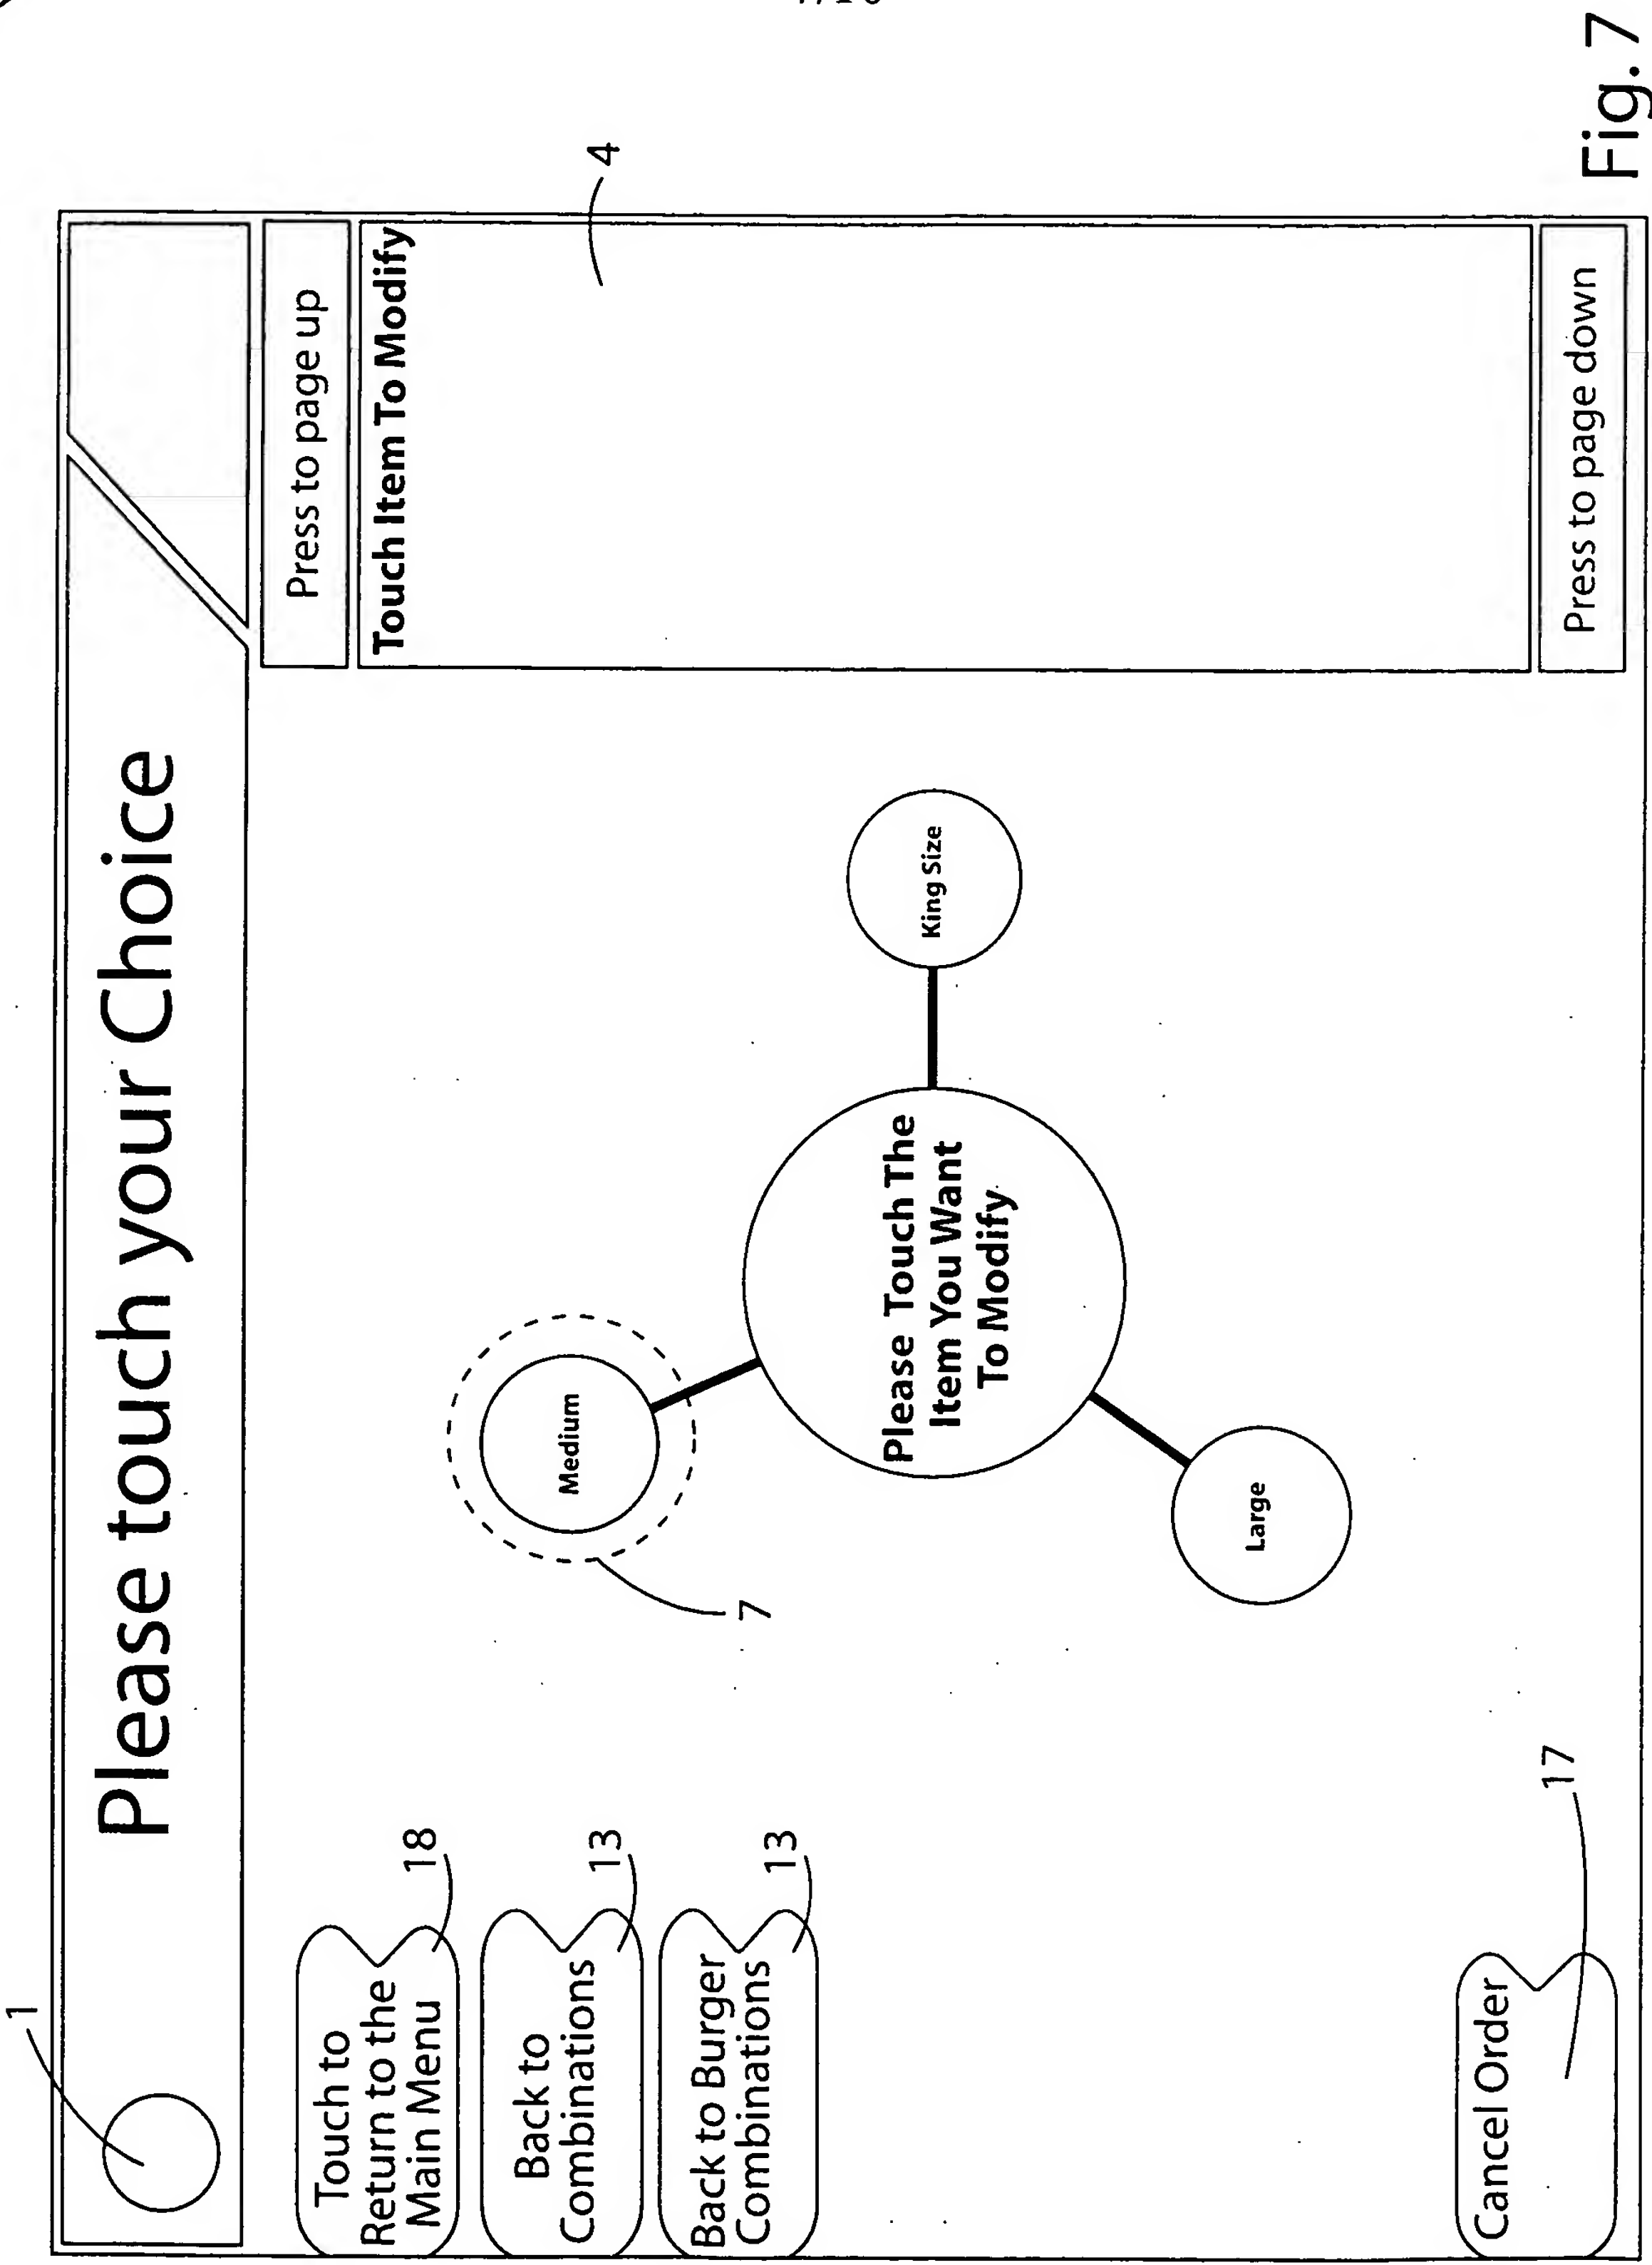 Please touch your Choice
1
Touch to
Return to the
Main Menu
18
Back to
Combinations
13
Back to Burger
Combinations
13
Cancel Order
17
Medium
7
Please Touch The
Item You Want
To Modify
King Size
Large
Press to page up
Touch Item To Modify
4
Press to page down
Fig. 7